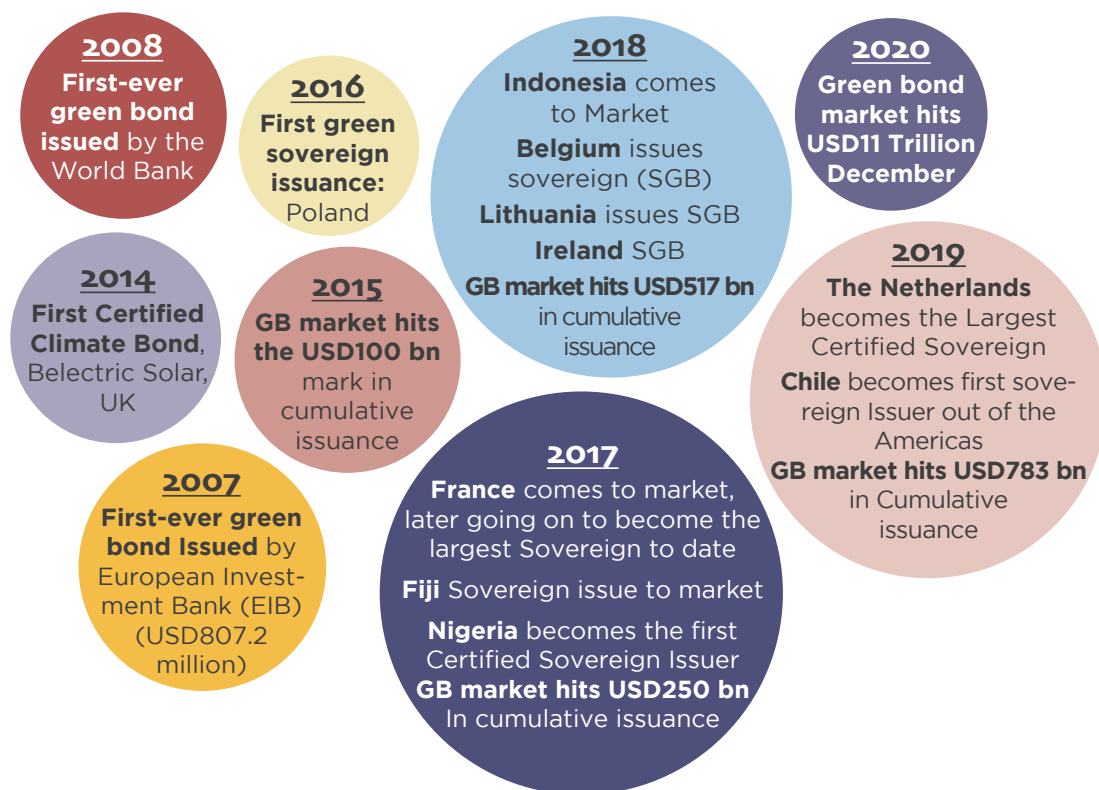 2008
First-ever
green bond
issued by the
World Bank
2016
First green
sovereign
issuance:
Poland
2018
Indonesia comes
to Market
Belgium issues
sovereign (SGB)
Lithuania issues SGB
Ireland SGB
GB market hits USD517 bn
in cumulative
issuance
2020
Green bond
market hits
USD11 Trillion
December
2014
First Certified
Climate Bond,
Belectric Solar,
UK
2015
GB market hits
the USD100 bn
mark in
cumulative
issuance
2019
The Netherlands
becomes the Largest
Certified Sovereign
Chile becomes first sove-
reign Issuer out of the
Americas
GB market hits USD783 bn
in Cumulative
issuance
2007
First-ever green
bond Issued by
European Invest-
ment Bank (EIB)
(USD807.2
million)
2017
France comes to market,
later going on to become the
largest Sovereign to date
Fiji Sovereign issue to market
Nigeria becomes the first
Certified Sovereign Issuer
GB market hits USD250 bn
In cumulative issuance